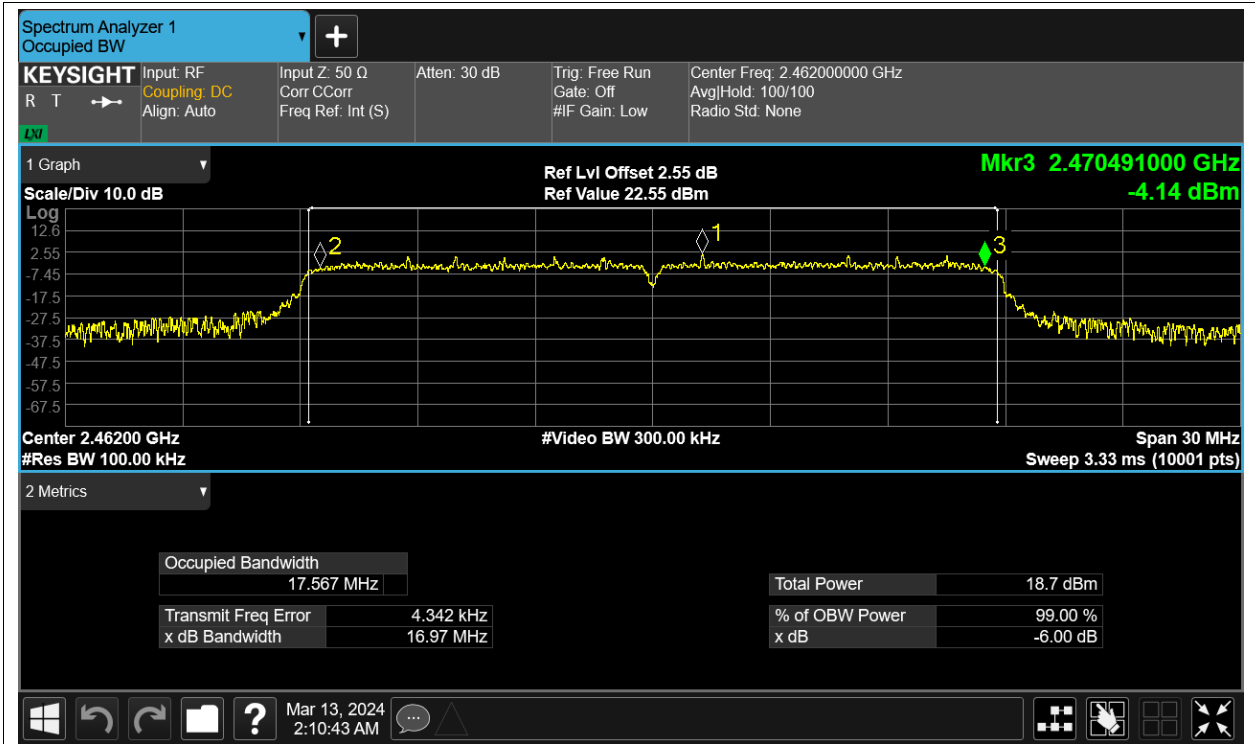 Spectrum Analyzer 1
Occupied BW
KEYSIGHT
R T
LXI
Input: RF
Coupling: DC
Align: Auto
Input Z: 50 Ω
Corr CCorr
Freq Ref: Int (S)
Atten: 30 dB
Trig: Free Run
Gate: Off
#IF Gain: Low
Center Freq: 2.462000000 GHz
Avg|Hold: 100/100
Radio Std: None
1 Graph
Scale/Div 10.0 dB
Ref Lvl Offset 2.55 dB
Ref Value 22.55 dBm
Mkr3 2.470491000 GHz
-4.14 dBm
Log
12.6
2.55
-7.45
-17.5
-27.5
-37.5
-47.5
-57.5
-67.5
2
1
3
Center 2.46200 GHz
#Video BW 300.00 kHz
Span 30 MHz
#Res BW 100.00 kHz
Sweep 3.33 ms (10001 pts)
2 Metrics
Occupied Bandwidth
17.567 MHz
Transmit Freq Error 4.342 kHz
x dB Bandwidth 16.97 MHz
Total Power 18.7 dBm
% of OBW Power 99.00 %
x dB -6.00 dB
?
Mar 13, 2024
2:10:43 AM